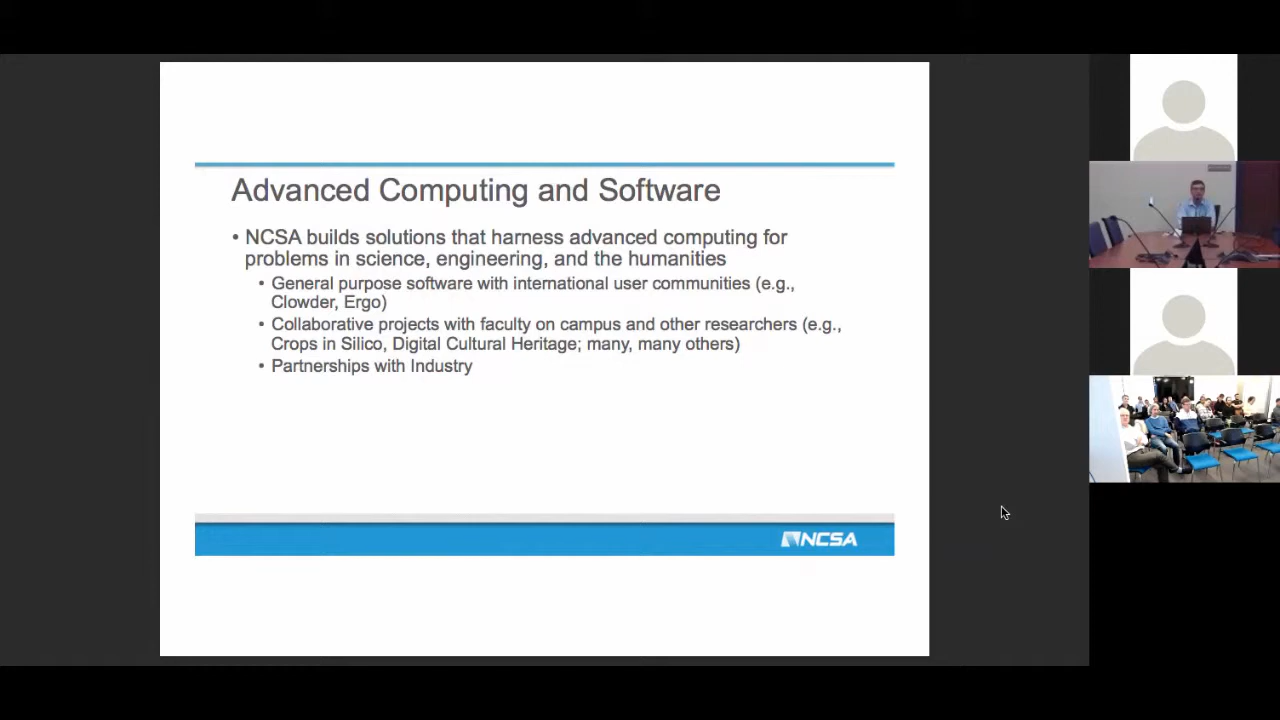 Advanced Computing and Software
• NCSA builds solutions that harness advanced computing for
problems in science, engineering, and the humanities
• General purpose software with international user communities (e.g.,
Clowder, Ergo)
• Collaborative projects with faculty on campus and other researchers (e.g.,
Crops in Silico, Digital Cultural Heritage; many, many others)
• Partnerships with Industry
NCSA